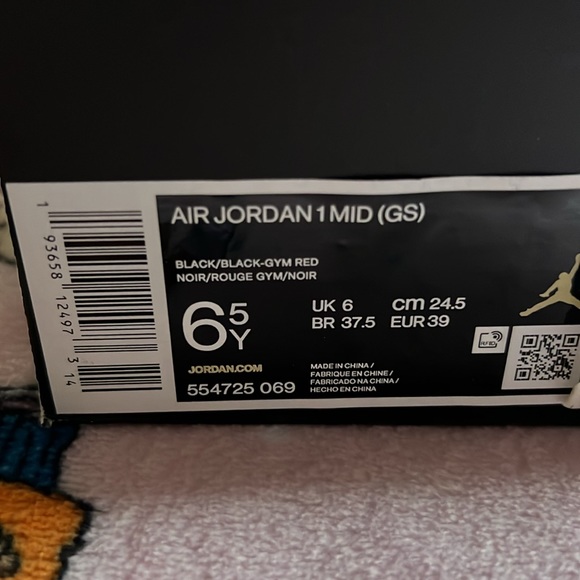 AIR JORDAN 1 MID (GS)
BLACK/BLACK-GYM RED
NOIR/ROUGE GYM/NOIR
6.5Y
UK 6 cm 24.5
BR 37.5 EUR 39
JORDAN.COM
554725 069
MADE IN CHINA /
FABRIQUE EN CHINE /
FABRICADO NA CHINA /
HECHO EN CHINA
RFID
1 93658 12497 3 14